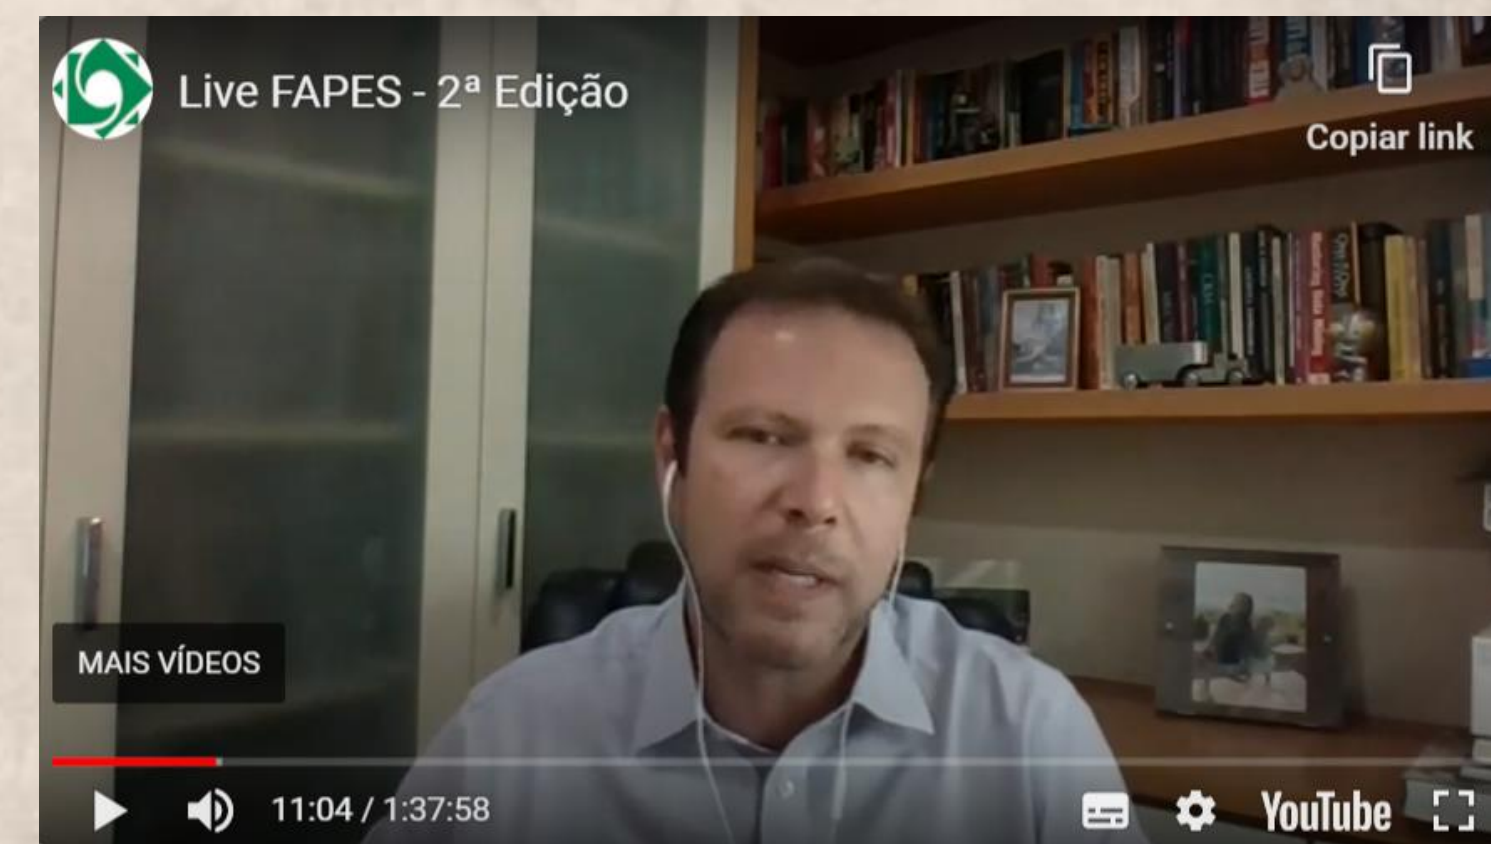 Live FAPES - 2ª Edição
Copiar link
MAIS VÍDEOS
11:04 / 1:37:58
YouTube